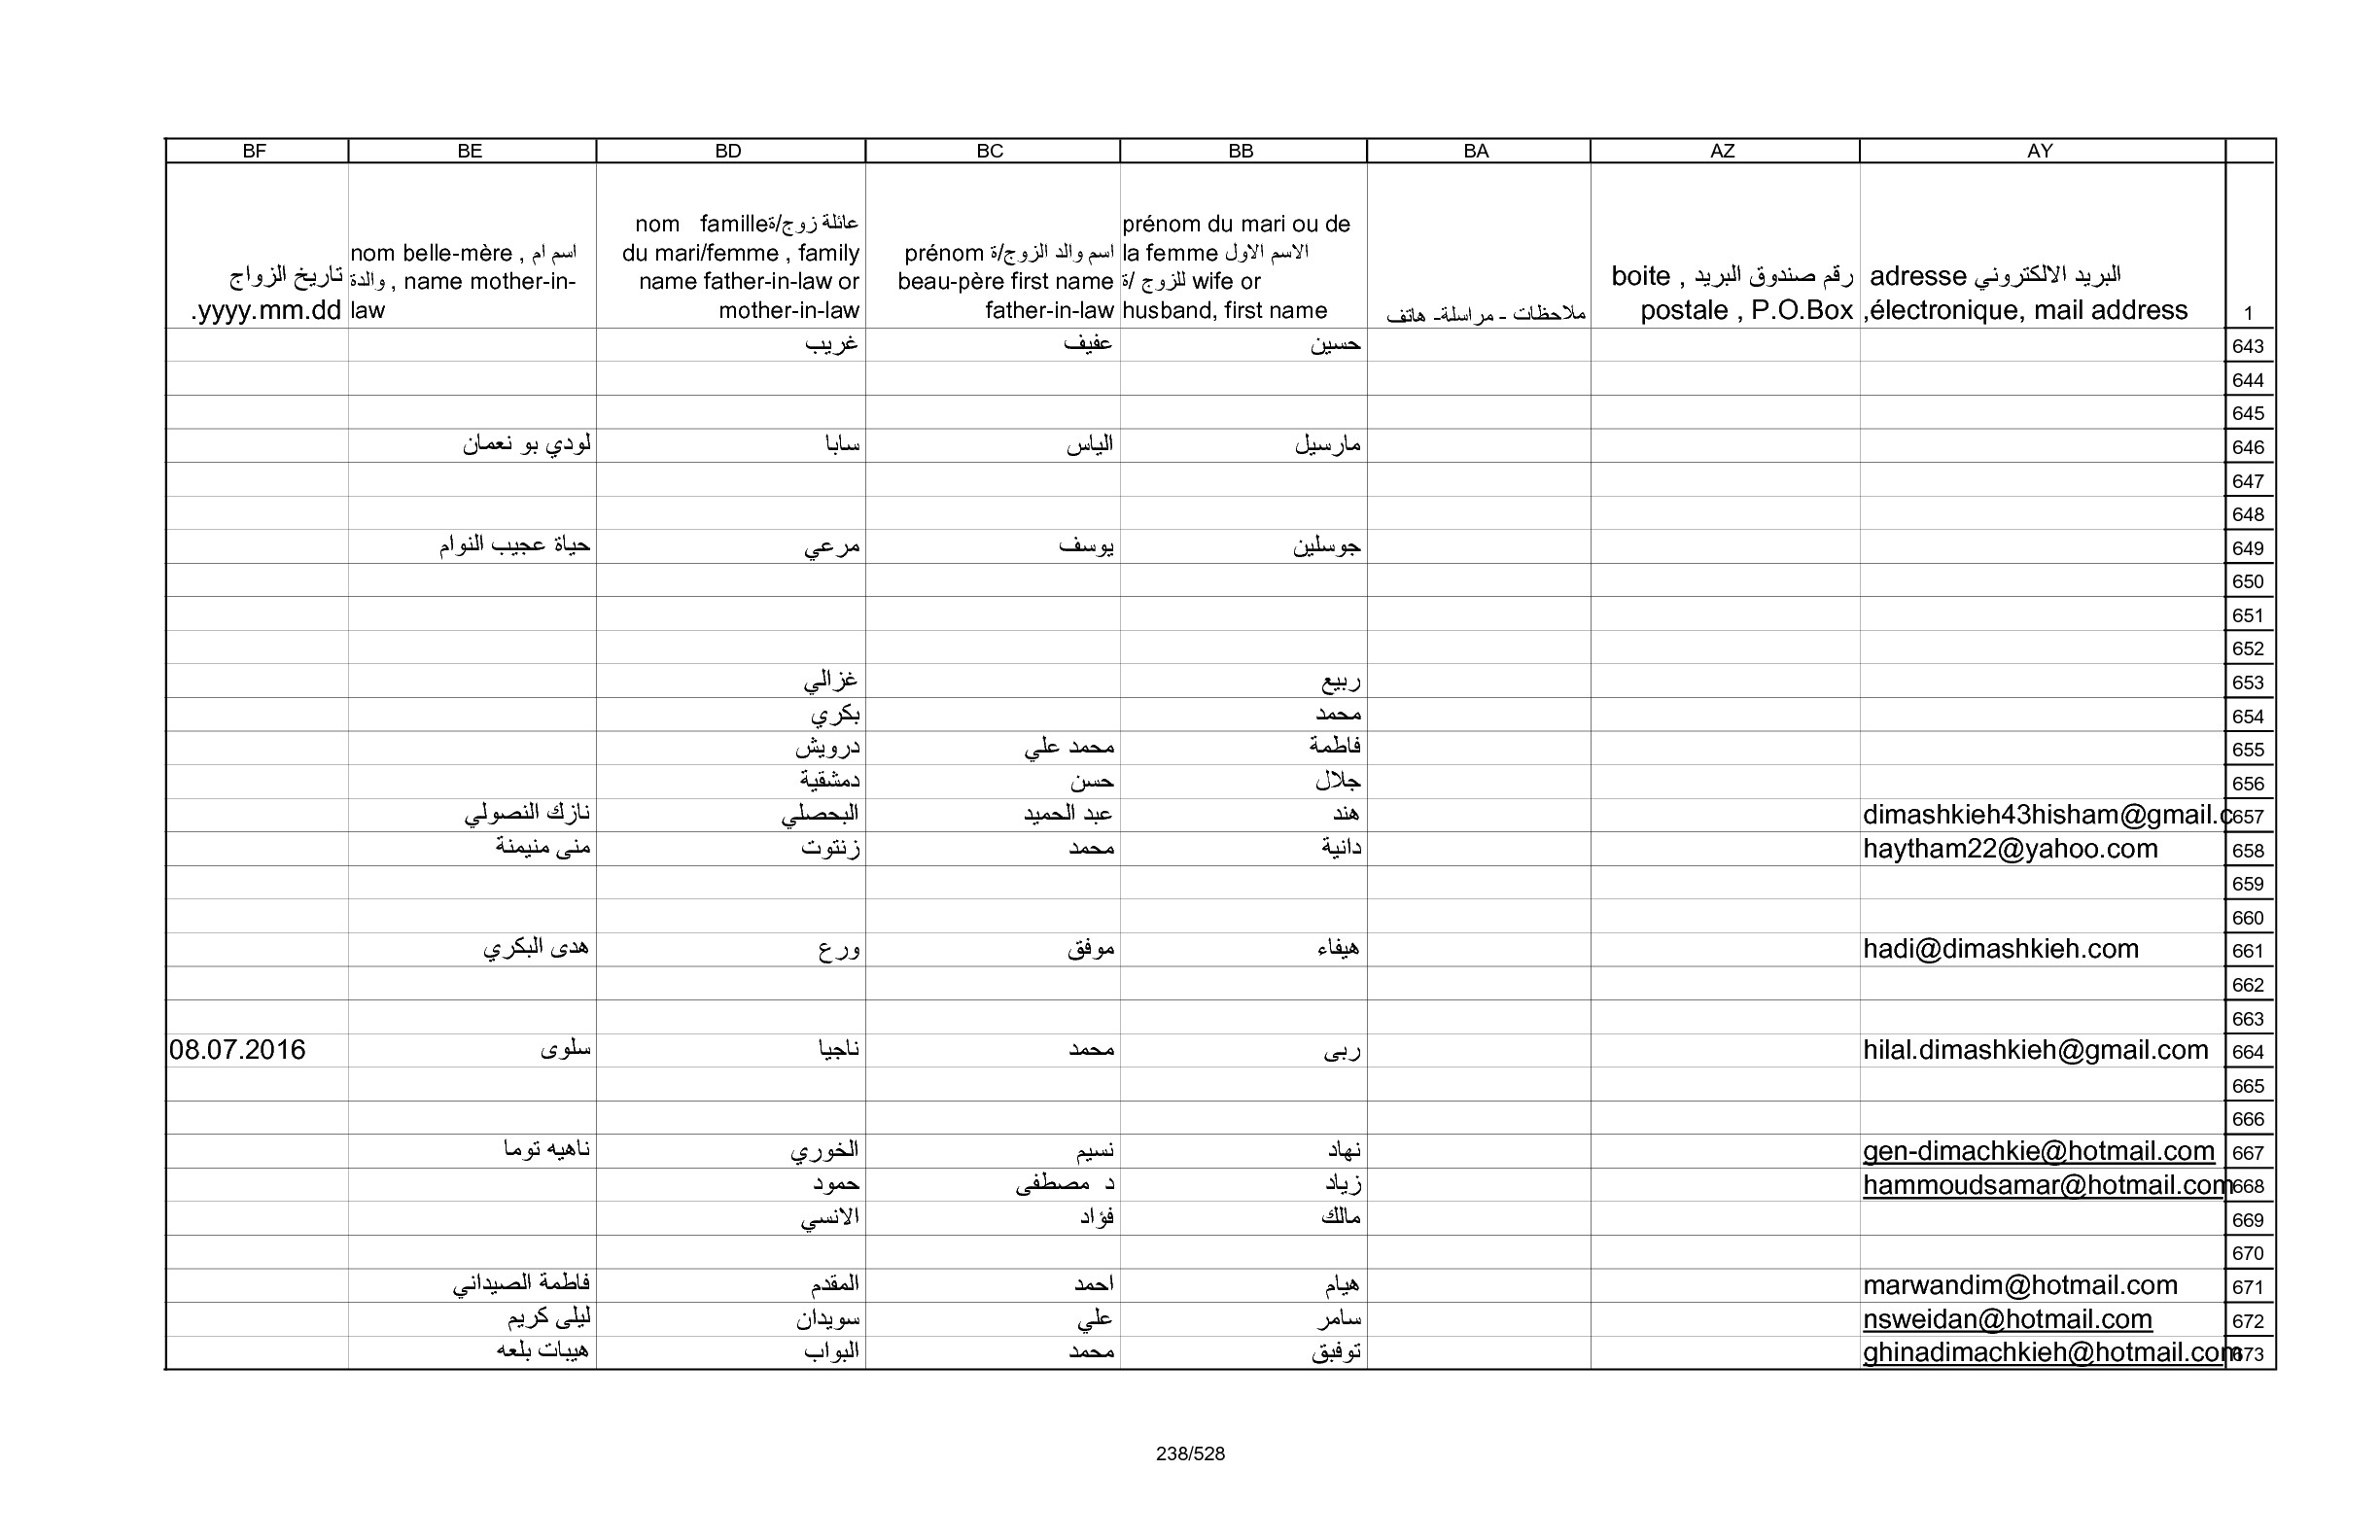 BF BE BD BC BB BA AZ AY
تاريخ الزواج yyyy.mm.dd.
nom belle-mère , اسم ام والدة , name mother-in-law
nom famille عائلة زوج/ة du mari/femme , family name father-in-law or mother-in-law
prénom اسم والد الزوج/ة beau-père first name father-in-law
prénom du mari ou de la femme الاسم الاول للزوج /ة wife or husband, first name
ملاحظات - مراسلة- هاتف
boite , رقم صندوق البريد postale , P.O.Box
adresse البريد الالكتروني ,électronique, mail address
1
غريب عفيف حسين 643
644
645
لودي بو نعمان سابا الياس مارسيل 646
647
648
حياة عجيب النوام مرعي يوسف جوسلين 649
650
651
652
غزالي ربيع 653
بكري محمد 654
درويش محمد علي فاطمة 655
دمشقية حسن جلال 656
نازك النصولي البحصلي عبد الحميد هند dimashkieh43hisham@gmail.c 657
منى منيمنة زنتوت محمد دانية haytham22@yahoo.com 658
659
660
هدى البكري ورع موفق هيفاء hadi@dimashkieh.com 661
662
663
08.07.2016 سلوى ناجيا محمد ربى hilal.dimashkieh@gmail.com 664
665
666
ناهيه توما الخوري نسيم نهاد gen-dimachkie@hotmail.com 667
حمود د مصطفى زياد hammoudsamar@hotmail.com 668
الانسي فؤاد مالك 669
670
فاطمة الصيداني المقدم احمد هيام marwandim@hotmail.com 671
ليلى كريم سويدان علي سامر nsweidan@hotmail.com 672
هيبات بلعه البواب محمد توفيق ghinadimachkieh@hotmail.com 673
238/528